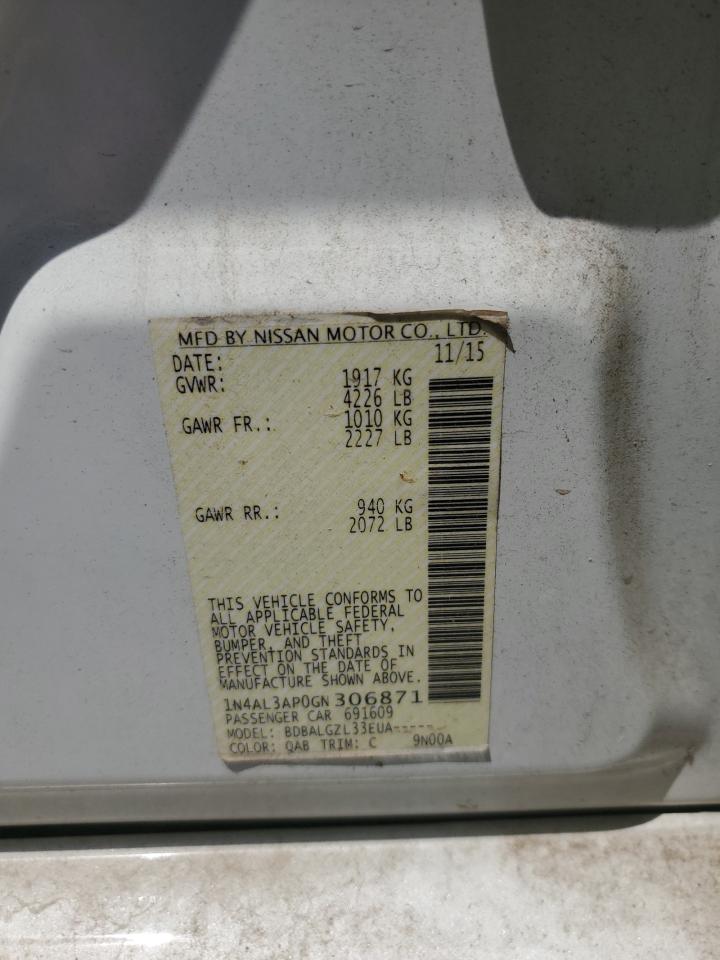 MFD BY NISSAN MOTOR CO., LTD.
DATE: 11/15
GVWR: 1917 KG
4226 LB
GAWR FR.: 1010 KG
2227 LB
GAWR RR.: 940 KG
2072 LB
THIS VEHICLE CONFORMS TO
ALL APPLICABLE FEDERAL
MOTOR VEHICLE SAFETY,
BUMPER, AND THEFT
PREVENTION STANDARDS IN
EFFECT ON THE DATE OF
MANUFACTURE SHOWN ABOVE.
1N4AL3AP0GN306871
PASSENGER CAR 691609
MODEL: BDBALGZL33EUA-----
COLOR: QAB TRIM: C 9N00A